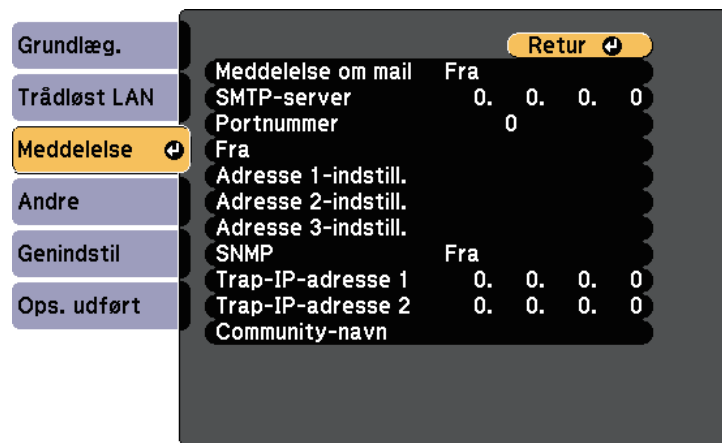 Grundlæg.
Trådløst LAN
Meddelelse
Andre
Genindstil
Ops. udført
Retur
Meddelelse om mail Fra
SMTP-server 0. 0. 0. 0
Portnummer 0
Fra
Adresse 1-indstill.
Adresse 2-indstill.
Adresse 3-indstill.
SNMP Fra
Trap-IP-adresse 1 0. 0. 0. 0
Trap-IP-adresse 2 0. 0. 0. 0
Community-navn